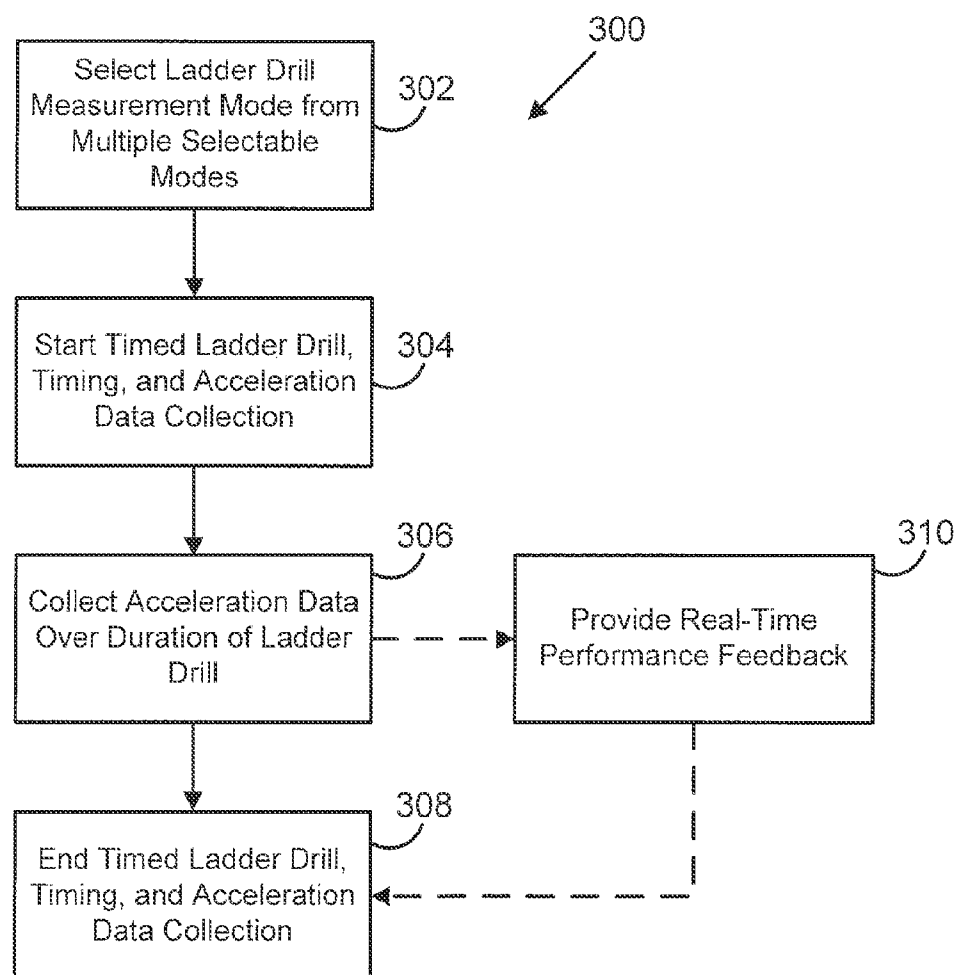 300
Select Ladder Drill
Measurement Mode from
Multiple Selectable
Modes
302
Start Timed Ladder Drill,
Timing, and Acceleration
Data Collection
304
Collect Acceleration Data
Over Duration of Ladder
Drill
306
Provide Real-Time
Performance Feedback
310
End Timed Ladder Drill,
Timing, and Acceleration
Data Collection
308